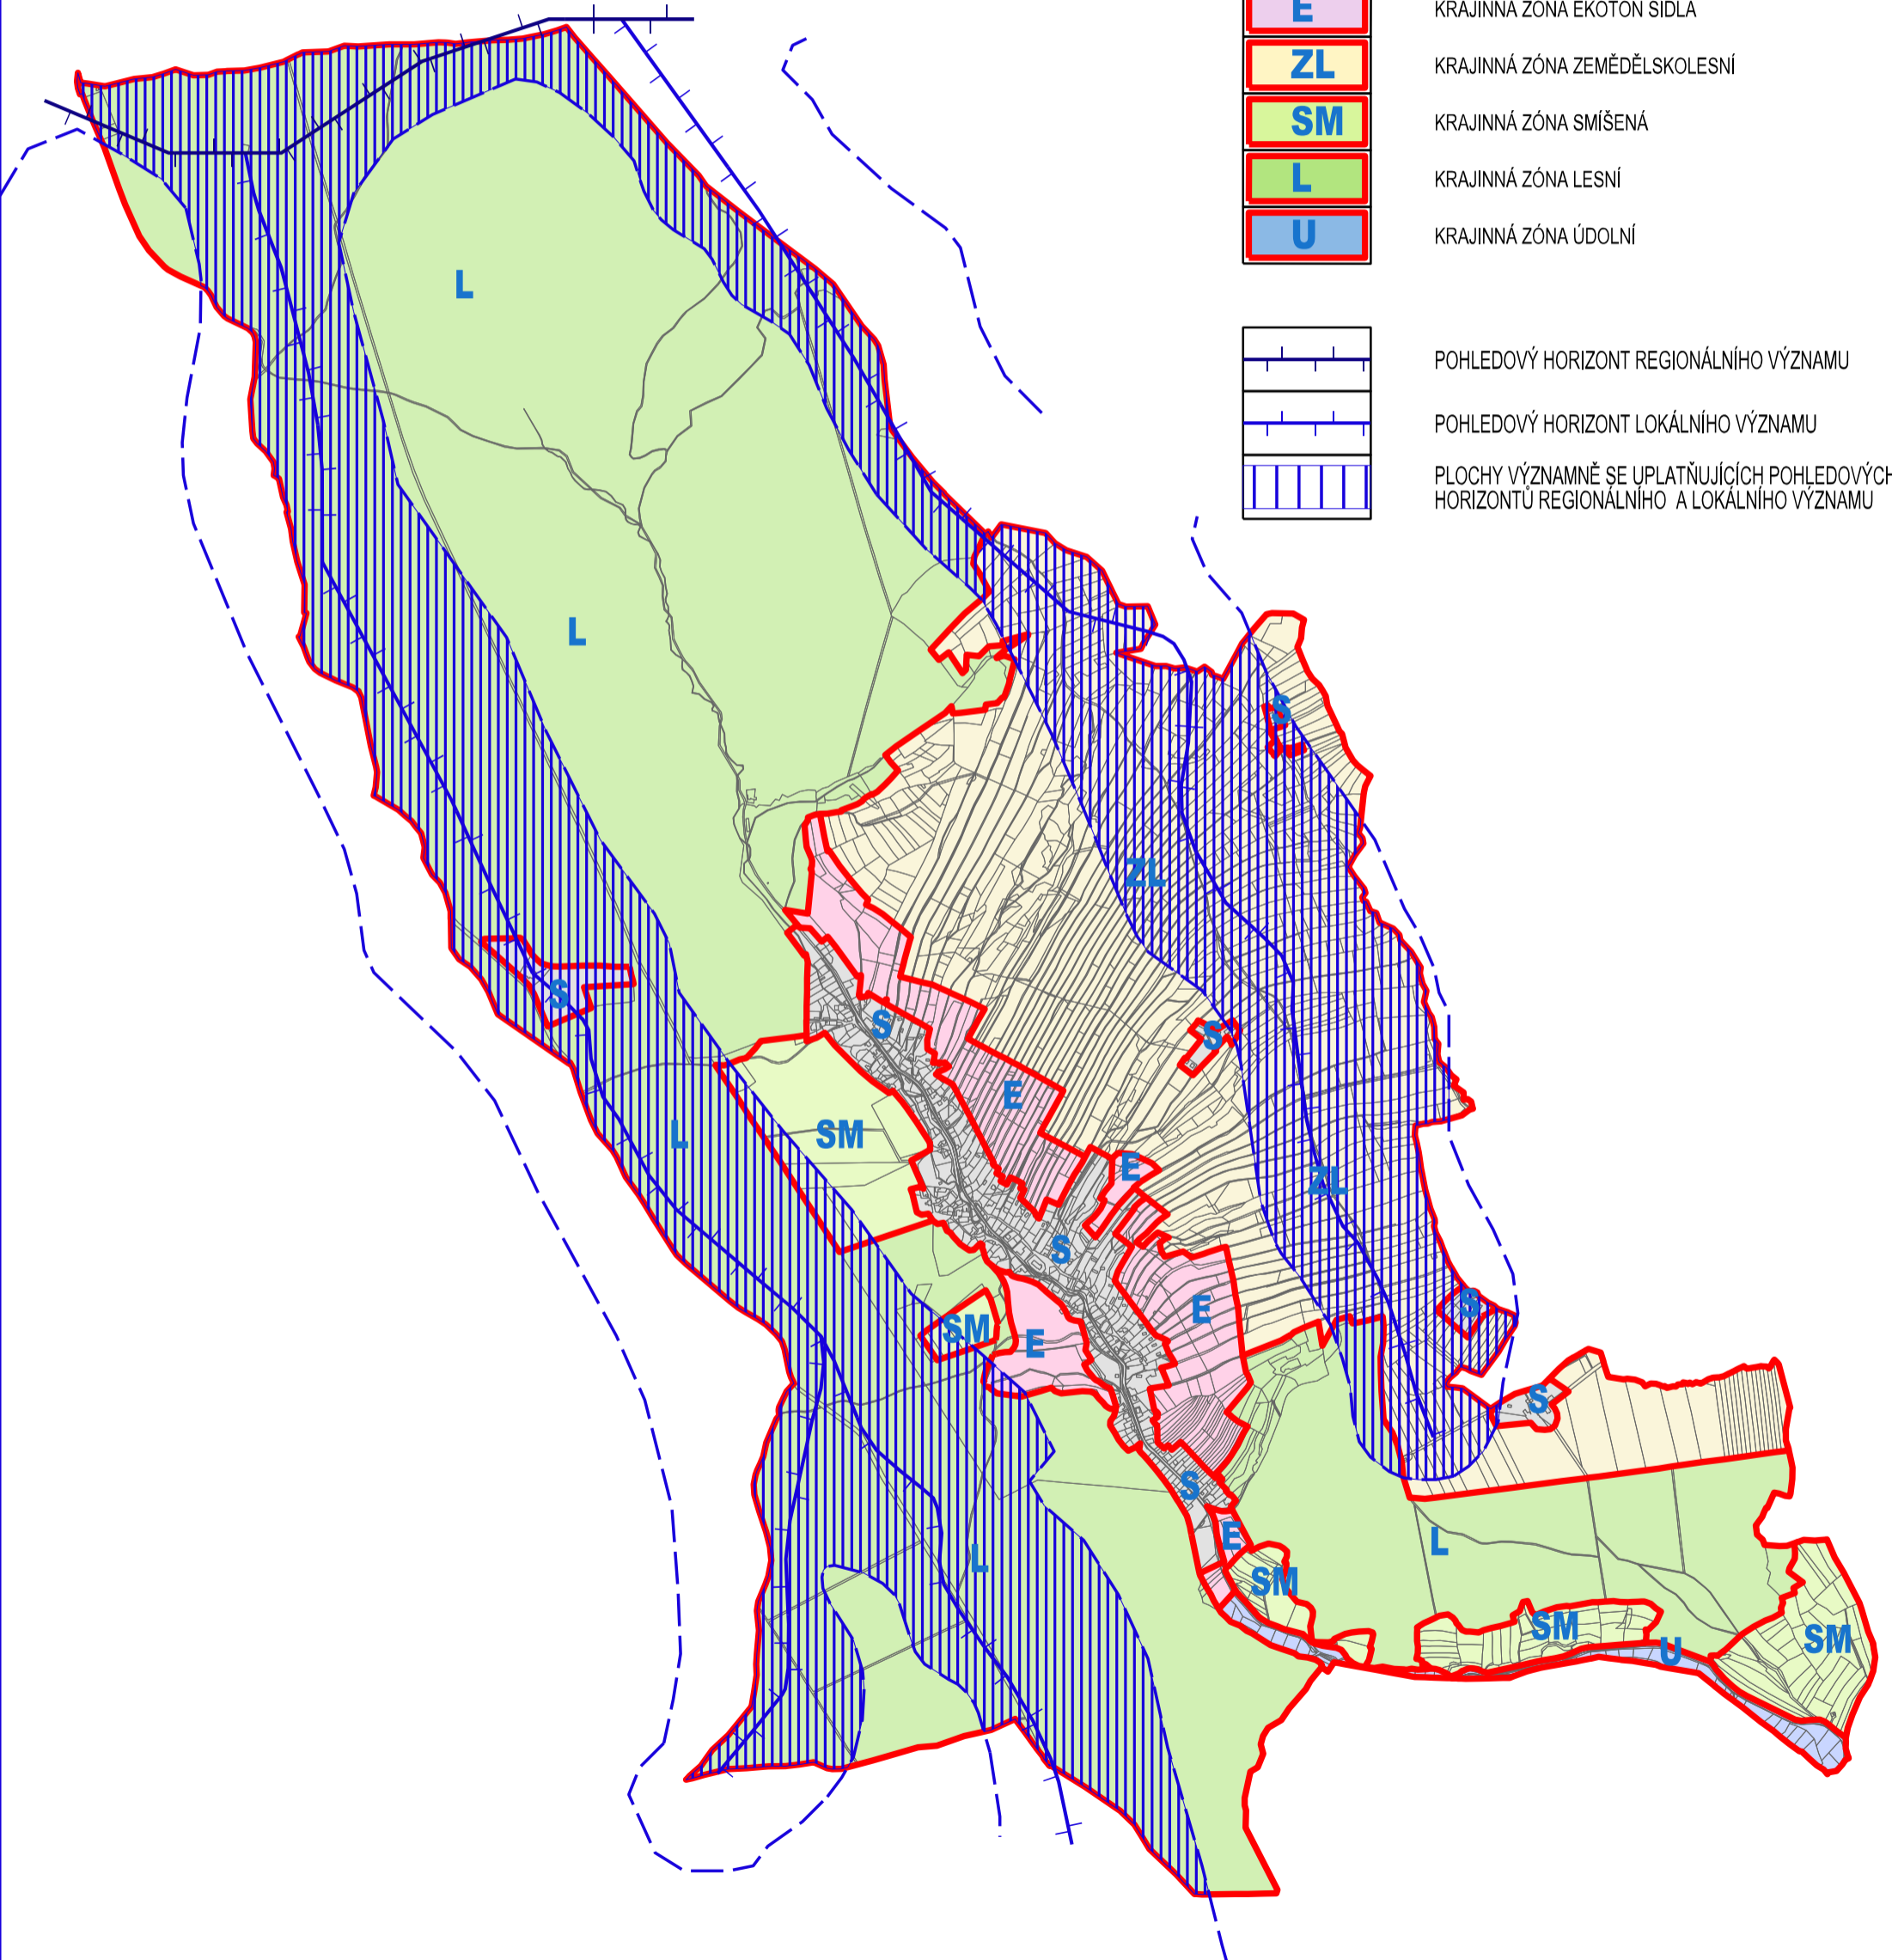 E KRAJINNÁ ZÓNA EKOTON SÍDLA
ZL KRAJINNÁ ZÓNA ZEMĚDĚLSKOLESNÍ
SM KRAJINNÁ ZÓNA SMÍŠENÁ
L KRAJINNÁ ZÓNA LESNÍ
U KRAJINNÁ ZÓNA ÚDOLNÍ
POHLEDOVÝ HORIZONT REGIONÁLNÍHO VÝZNAMU
POHLEDOVÝ HORIZONT LOKÁLNÍHO VÝZNAMU
PLOCHY VÝZNAMNĚ SE UPLATŇUJÍCÍCH POHLEDOVÝCH
HORIZONTŮ REGIONÁLNÍHO A LOKÁLNÍHO VÝZNAMU
L
L
S
ZL
S
S
S
E
L
SM
E
ZL
S
E
S
SM
E
S
S
E
L
L
SM
SM
U
SM